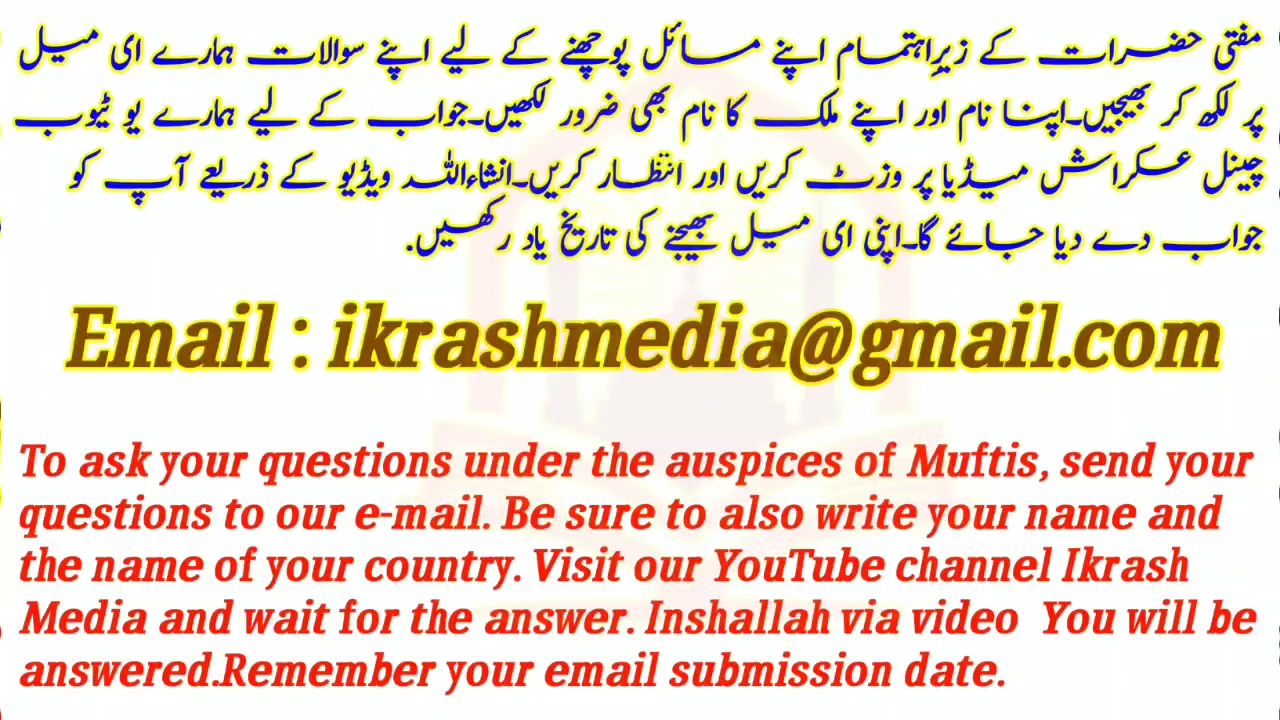 مفتی حضرات کے زیرِاہتمام اپنے مسائل پوچھنے کے لیے اپنے سوالات ہمارے ای میل
پر لکھ کر بھیجیں۔اپنا نام اور اپنے ملک کا نام بھی ضرور لکھیں۔جواب کے لیے ہمارے یو ٹیوب
چینل عکراش میڈیا پر وزٹ کریں اور انتظار کریں۔انشاءاللہ ویڈیو کے ذریعے آپ کو
جواب دے دیا جائے گا۔اپنی ای میل بھیجنے کی تاریخ یاد رکھیں.
Email : ikrashmedia@gmail.com
To ask your questions under the auspices of Muftis, send your
questions to our e-mail. Be sure to also write your name and
the name of your country. Visit our YouTube channel Ikrash
Media and wait for the answer. Inshallah via video  You will be
answered.Remember your email submission date.